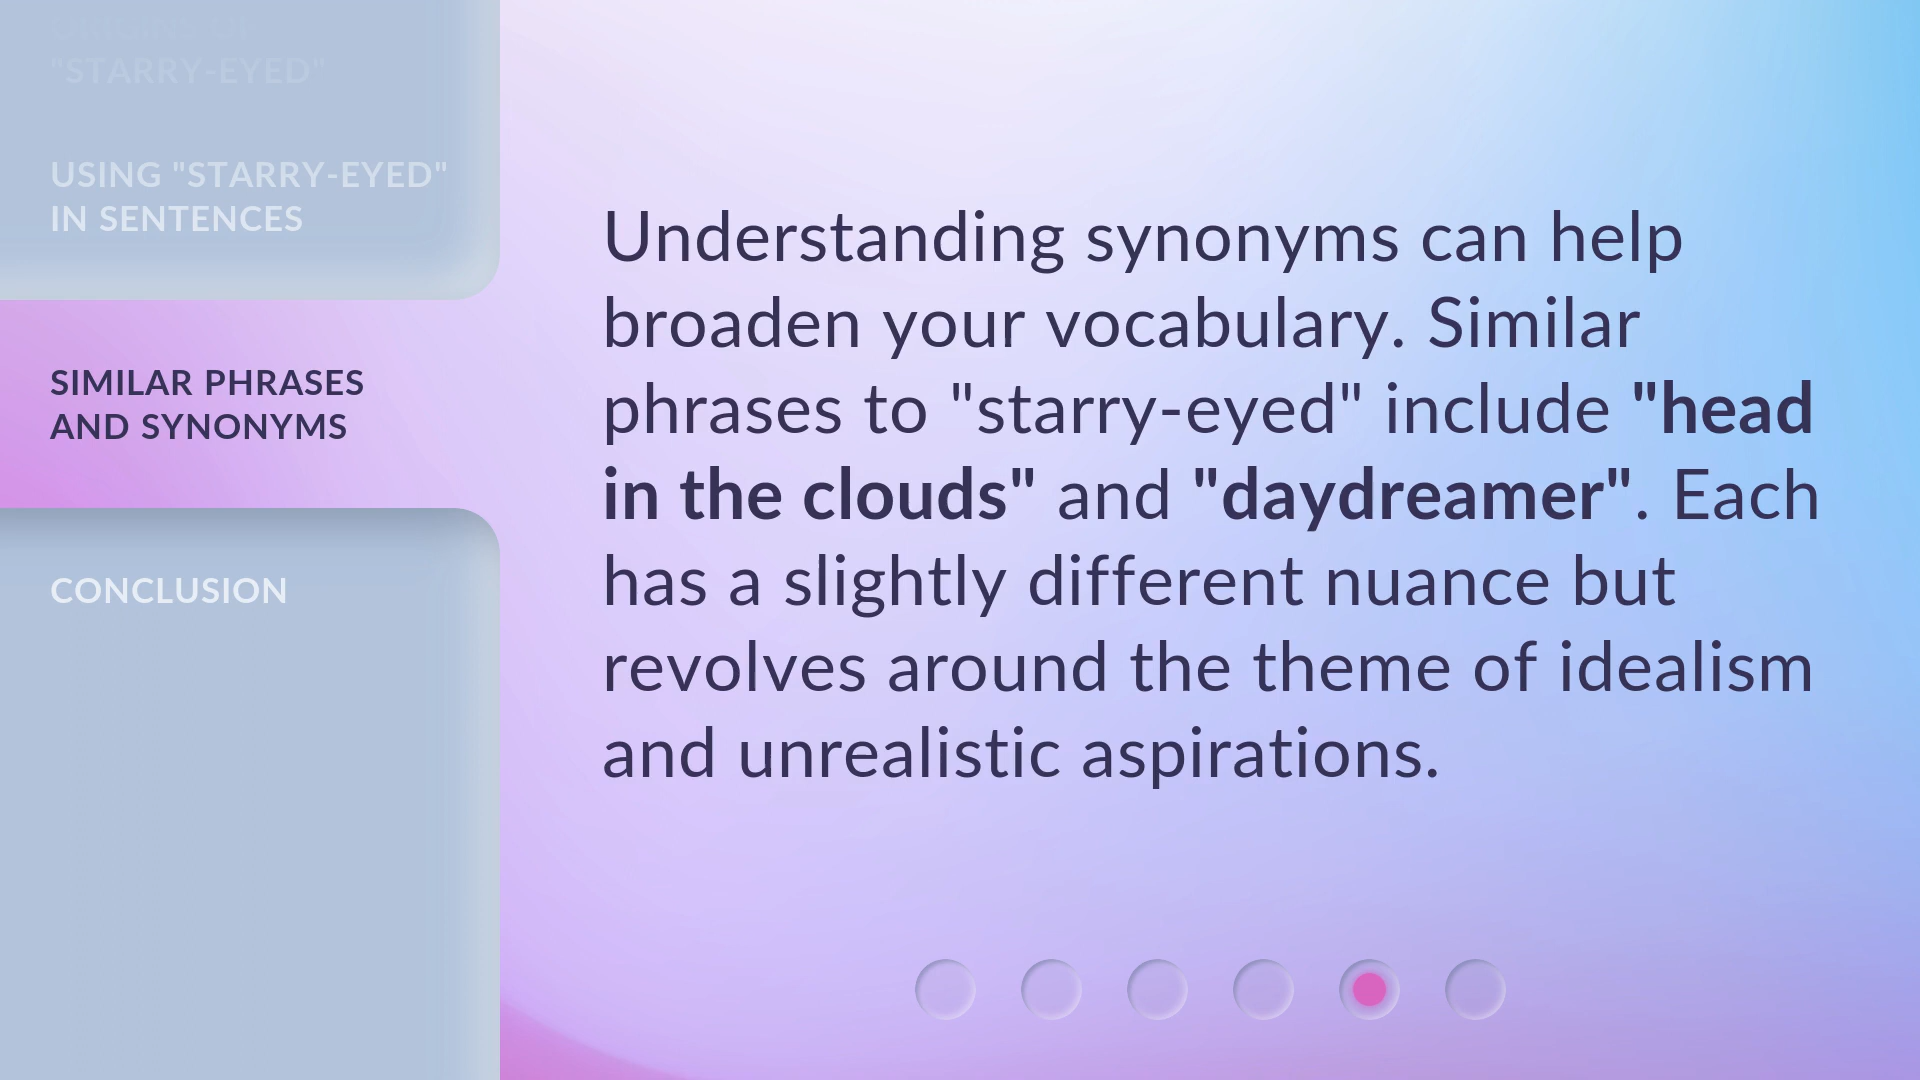 "STARRY-EYED"
USING "STARRY-EYED"
IN SENTENCES
SIMILAR PHRASES
AND SYNONYMS
CONCLUSION
Understanding synonyms can help
broaden your vocabulary. Similar
phrases to "starry-eyed" include "head
in the clouds" and "daydreamer". Each
has a slightly different nuance but
revolves around the theme of idealism
and unrealistic aspirations.